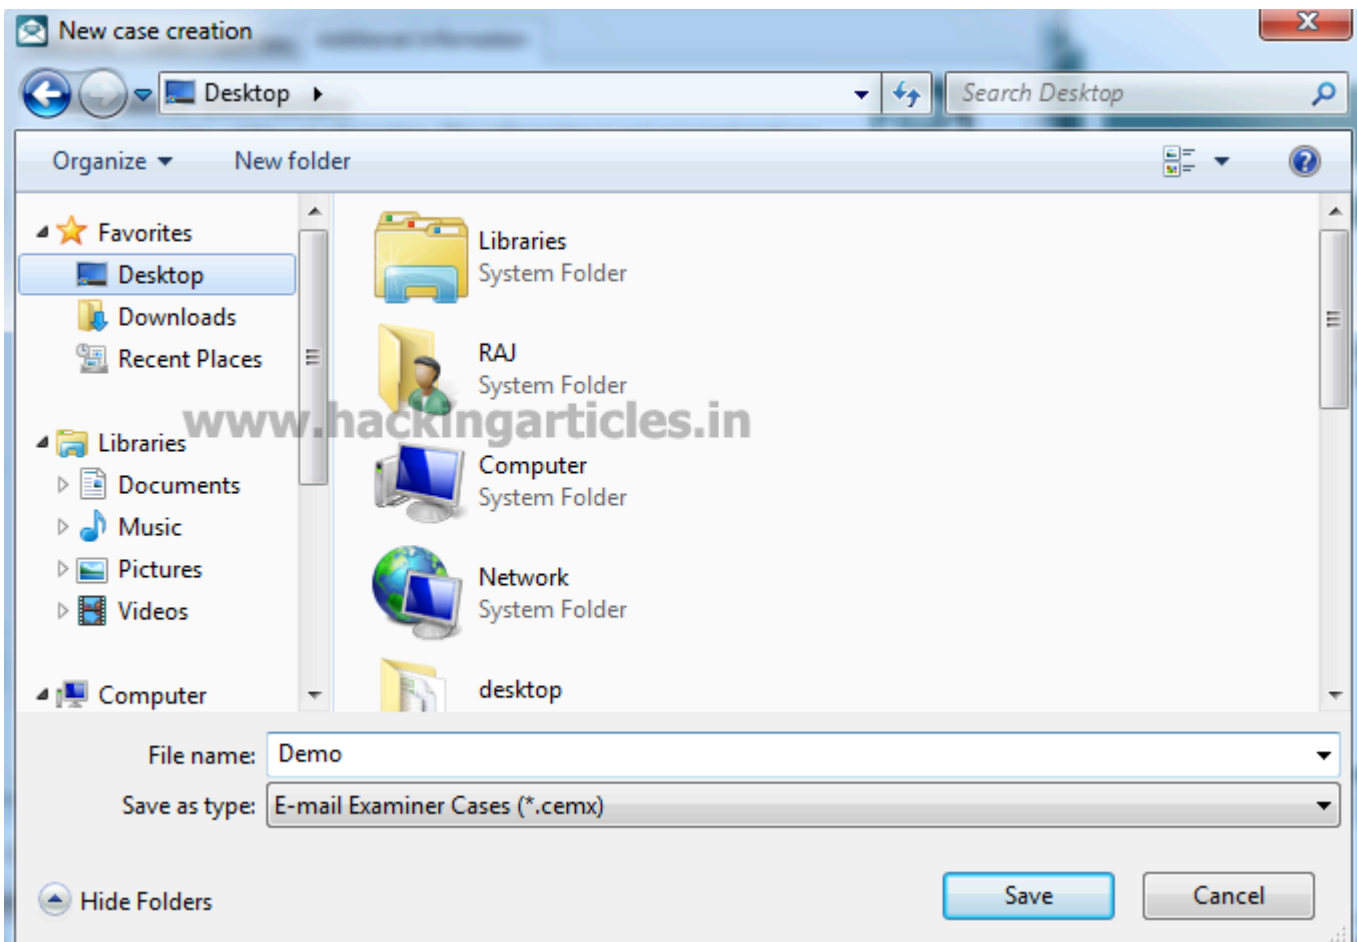 New case creation
Additional Information
Desktop
Search Desktop
Organize
New folder
Favorites
Desktop
Downloads
Recent Places
Libraries
Documents
Music
Pictures
Videos
Computer
Libraries
System Folder
RAJ
System Folder
www.hackingarticles.in
Computer
System Folder
Network
System Folder
desktop
File name: Demo
Save as type: E-mail Examiner Cases (*.cemx)
Hide Folders
Save
Cancel